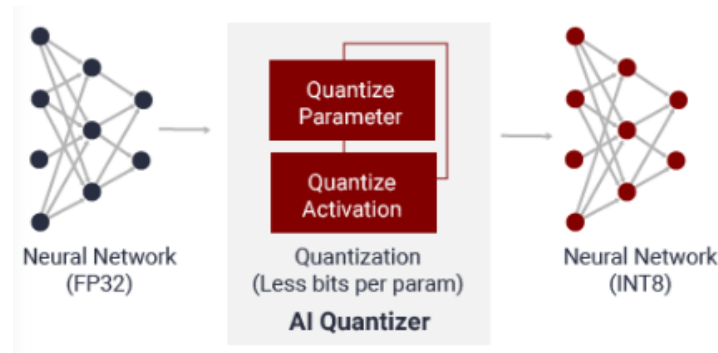 Quantize
Parameter
Quantize
Activation
Neural Network
(FP32)
Quantization
(Less bits per param)
AI Quantizer
Neural Network
(INT8)